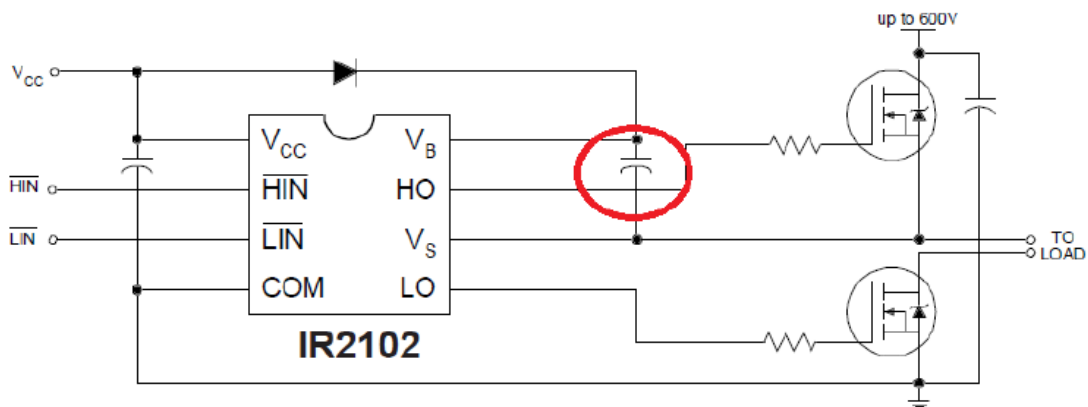 up to 600V
VCC
VCC
VB
HIN
HIN
HO
LIN
LIN
VS
TO
LOAD
COM
LO
IR2102